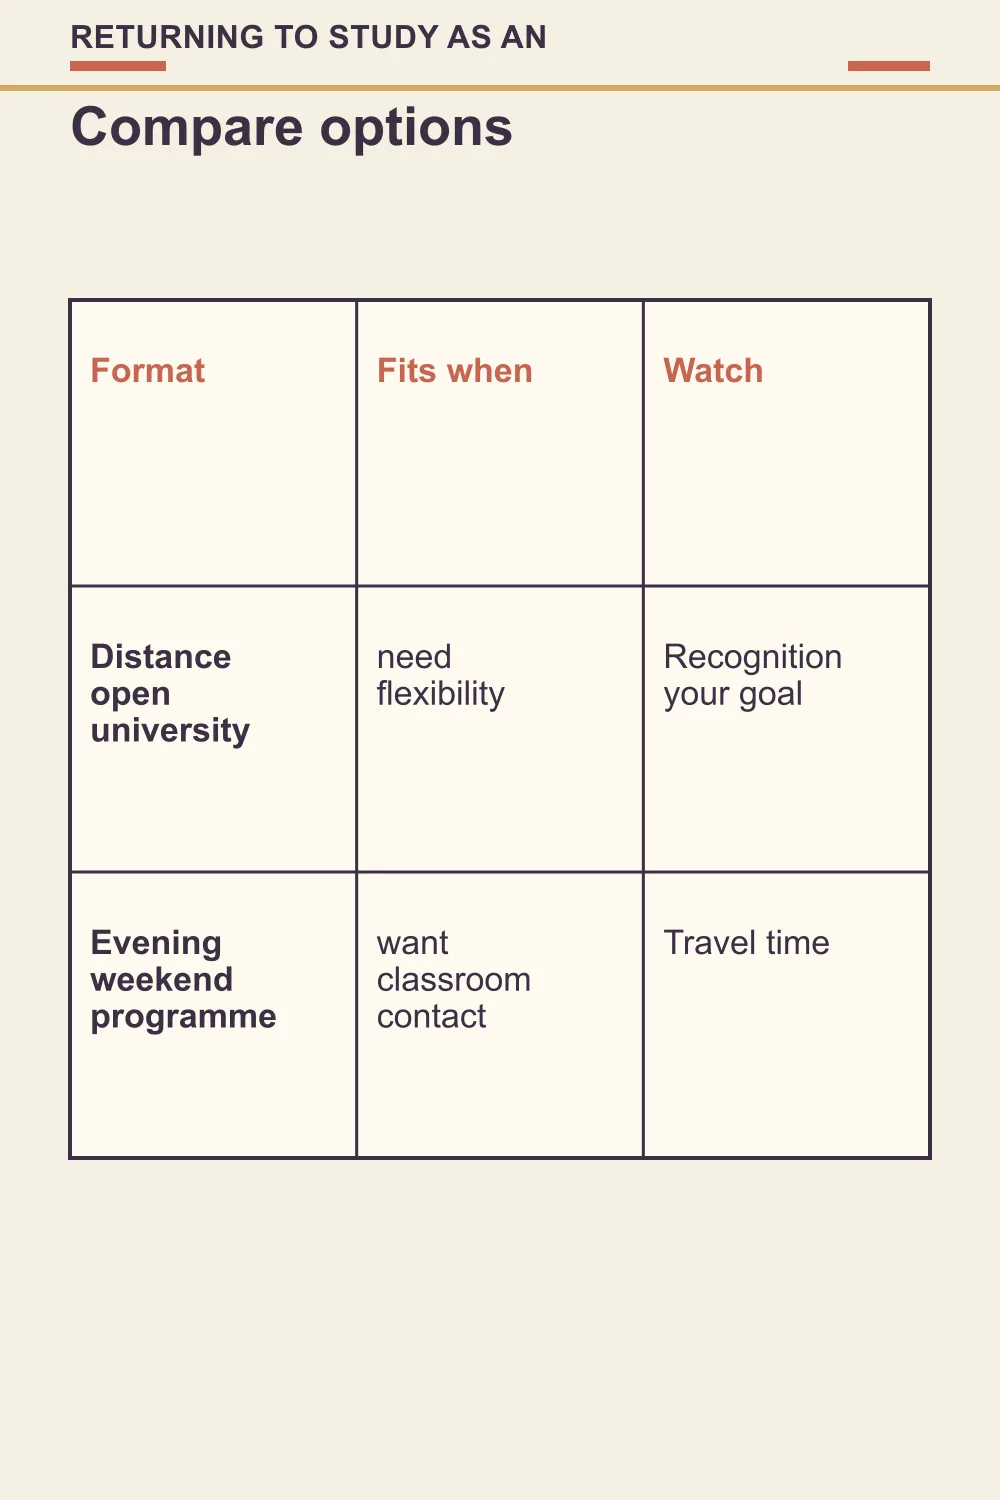 RETURNING TO STUDY AS AN
Compare options
Format
Fits when
Watch
Distance
open
university
need
flexibility
Recognition
your goal
Evening
weekend
programme
want
classroom
contact
Travel time